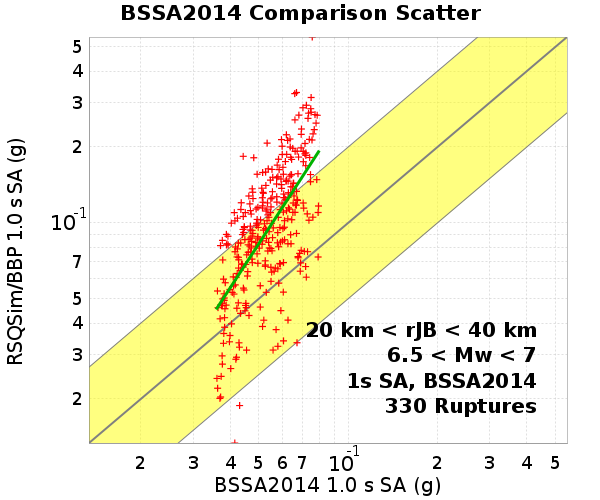 BSSA2014 Comparison Scatter
RSQSim/BBP 1.0 s SA (g)
5
4
3
2
10⁻¹
7
5
4
3
2
20 km < rJB < 40 km
6.5 < Mw < 7
1s SA, BSSA2014
330 Ruptures
2 3 4 5 6 7 10⁻¹ 2 3 4 5
BSSA2014 1.0 s SA (g)